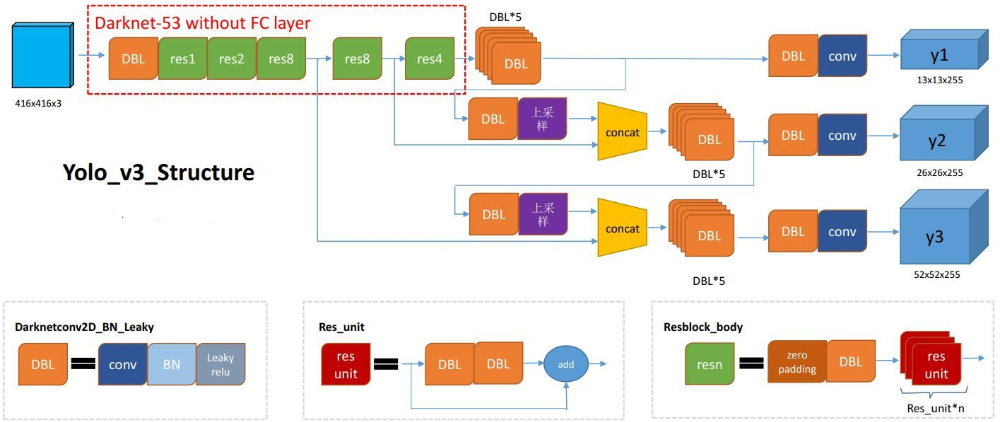 Darknet-53 without FC layer
DBL*5
DBL res1 res2 res8 res8 res4 DBL DBL conv y1
416x416x3
13x13x255
DBL 上采样 concat DBL DBL conv y2
DBL*5
26x26x255
Yolo_v3_Structure
DBL 上采样 concat DBL DBL conv y3
DBL*5
52x52x255
Darknetconv2D_BN_Leaky
DBL conv BN Leaky relu
Res_unit
res unit DBL DBL add
Resblock_body
resn zero padding DBL res unit
Res_unit*n